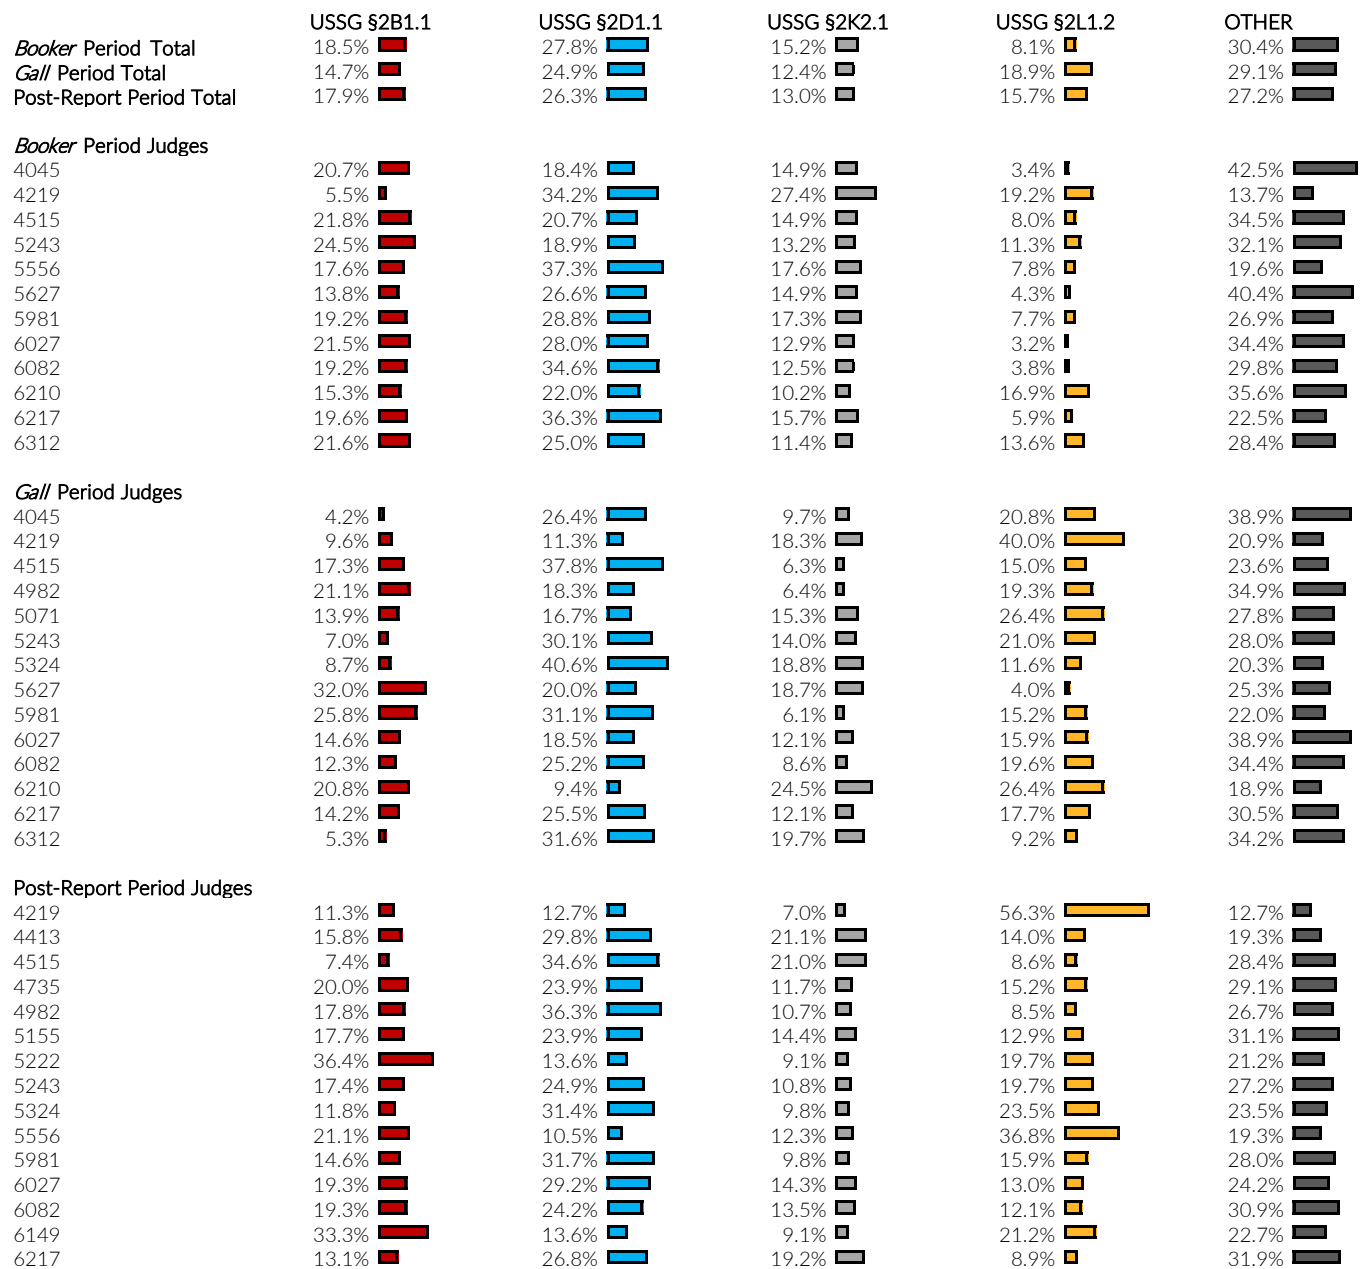 USSG §2B1.1 USSG §2D1.1 USSG §2K2.1 USSG §2L1.2 OTHER
Booker Period Total 18.5% 27.8% 15.2% 8.1% 30.4%
Gall Period Total 14.7% 24.9% 12.4% 18.9% 29.1%
Post-Report Period Total 17.9% 26.3% 13.0% 15.7% 27.2%
Booker Period Judges
4045 20.7% 18.4% 14.9% 3.4% 42.5%
4219 5.5% 34.2% 27.4% 19.2% 13.7%
4515 21.8% 20.7% 14.9% 8.0% 34.5%
5243 24.5% 18.9% 13.2% 11.3% 32.1%
5556 17.6% 37.3% 17.6% 7.8% 19.6%
5627 13.8% 26.6% 14.9% 4.3% 40.4%
5981 19.2% 28.8% 17.3% 7.7% 26.9%
6027 21.5% 28.0% 12.9% 3.2% 34.4%
6082 19.2% 34.6% 12.5% 3.8% 29.8%
6210 15.3% 22.0% 10.2% 16.9% 35.6%
6217 19.6% 36.3% 15.7% 5.9% 22.5%
6312 21.6% 25.0% 11.4% 13.6% 28.4%
Gall Period Judges
4045 4.2% 26.4% 9.7% 20.8% 38.9%
4219 9.6% 11.3% 18.3% 40.0% 20.9%
4515 17.3% 37.8% 6.3% 15.0% 23.6%
4982 21.1% 18.3% 6.4% 19.3% 34.9%
5071 13.9% 16.7% 15.3% 26.4% 27.8%
5243 7.0% 30.1% 14.0% 21.0% 28.0%
5324 8.7% 40.6% 18.8% 11.6% 20.3%
5627 32.0% 20.0% 18.7% 4.0% 25.3%
5981 25.8% 31.1% 6.1% 15.2% 22.0%
6027 14.6% 18.5% 12.1% 15.9% 38.9%
6082 12.3% 25.2% 8.6% 19.6% 34.4%
6210 20.8% 9.4% 24.5% 26.4% 18.9%
6217 14.2% 25.5% 12.1% 17.7% 30.5%
6312 5.3% 31.6% 19.7% 9.2% 34.2%
Post-Report Period Judges
4219 11.3% 12.7% 7.0% 56.3% 12.7%
4413 15.8% 29.8% 21.1% 14.0% 19.3%
4515 7.4% 34.6% 21.0% 8.6% 28.4%
4735 20.0% 23.9% 11.7% 15.2% 29.1%
4982 17.8% 36.3% 10.7% 8.5% 26.7%
5155 17.7% 23.9% 14.4% 12.9% 31.1%
5222 36.4% 13.6% 9.1% 19.7% 21.2%
5243 17.4% 24.9% 10.8% 19.7% 27.2%
5324 11.8% 31.4% 9.8% 23.5% 23.5%
5556 21.1% 10.5% 12.3% 36.8% 19.3%
5981 14.6% 31.7% 9.8% 15.9% 28.0%
6027 19.3% 29.2% 14.3% 13.0% 24.2%
6082 19.3% 24.2% 13.5% 12.1% 30.9%
6149 33.3% 13.6% 9.1% 21.2% 22.7%
6217 13.1% 26.8% 19.2% 8.9% 31.9%